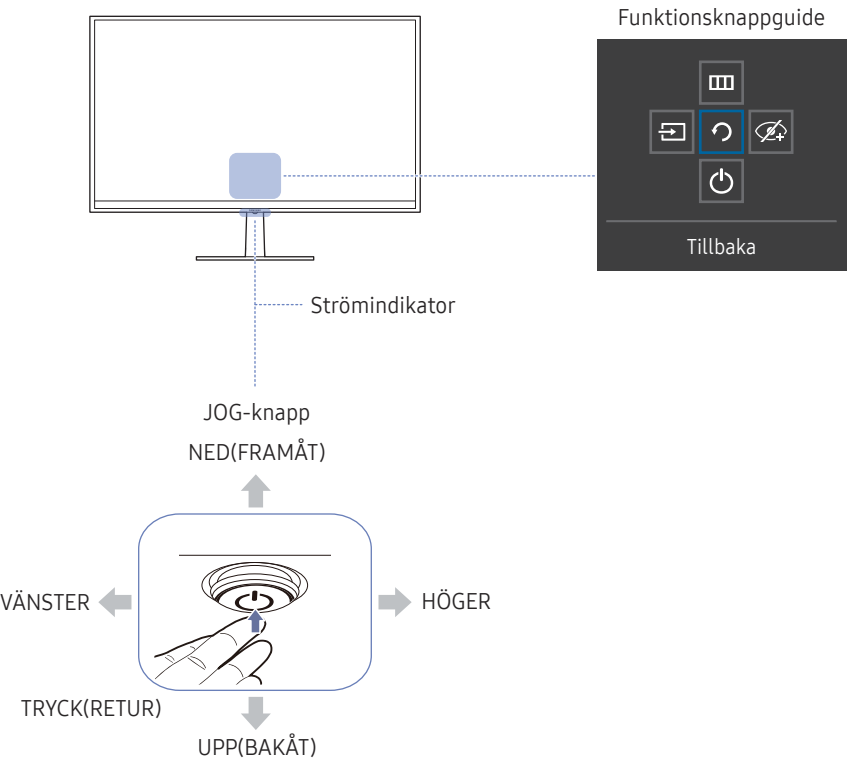 Funktionsknappguide
Tillbaka
Strömindikator
JOG-knapp
NED(FRAMÅT)
VÄNSTER
HÖGER
TRYCK(RETUR)
UPP(BAKÅT)